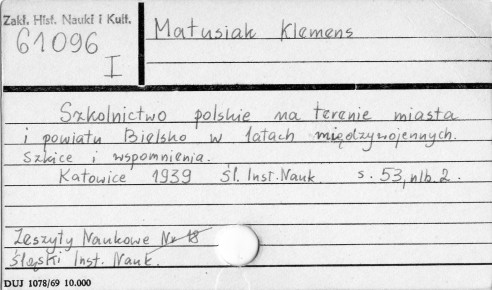 Zakł. Hist. Nauki i Kult.
61096
I
Matusiak Klemens
Szkolnictwo polskie na terenie miasta
i powiatu Bielsko w latach międzywojennych.
Szkice i wspomnienia.
Katowice 1939 Śl. Inst. Nauk. s. 53, nlb. 2.
Zeszyty Naukowe Nr 18
Śląski Inst. Nauk.
DUJ 1078/69 10.000